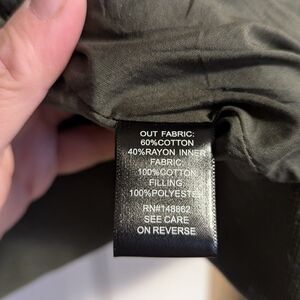 OUT FABRIC:
60%COTTON
40%RAYON INNER
FABRIC
100%COTTON
FILLING
100%POLYESTER
RN#148662
SEE CARE
ON REVERSE